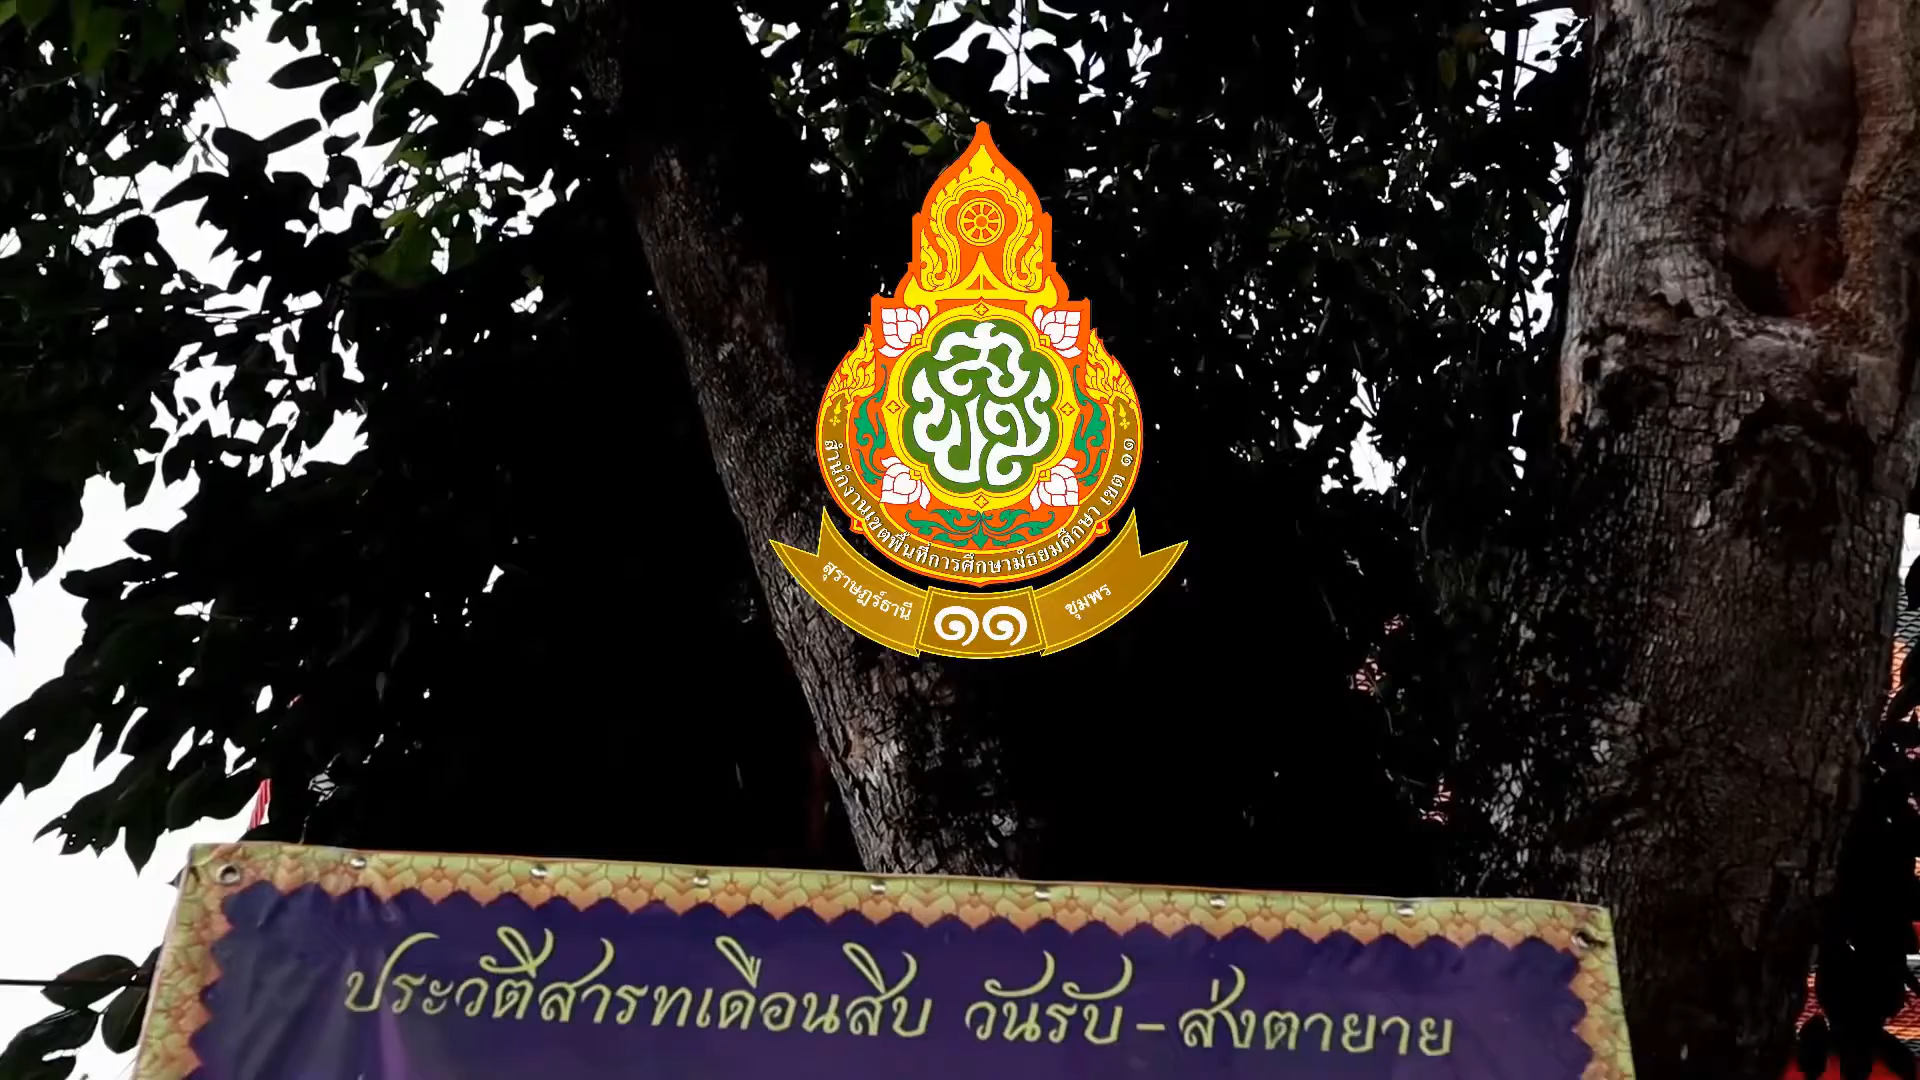 สพม
สำนักงานเขตพื้นที่การศึกษามัธยมศึกษา เขต ๑๑
สุราษฎร์ธานี ๑๑ ชุมพร
ประวัติสารทเดือนสิบ วันรับ-ส่งตายาย